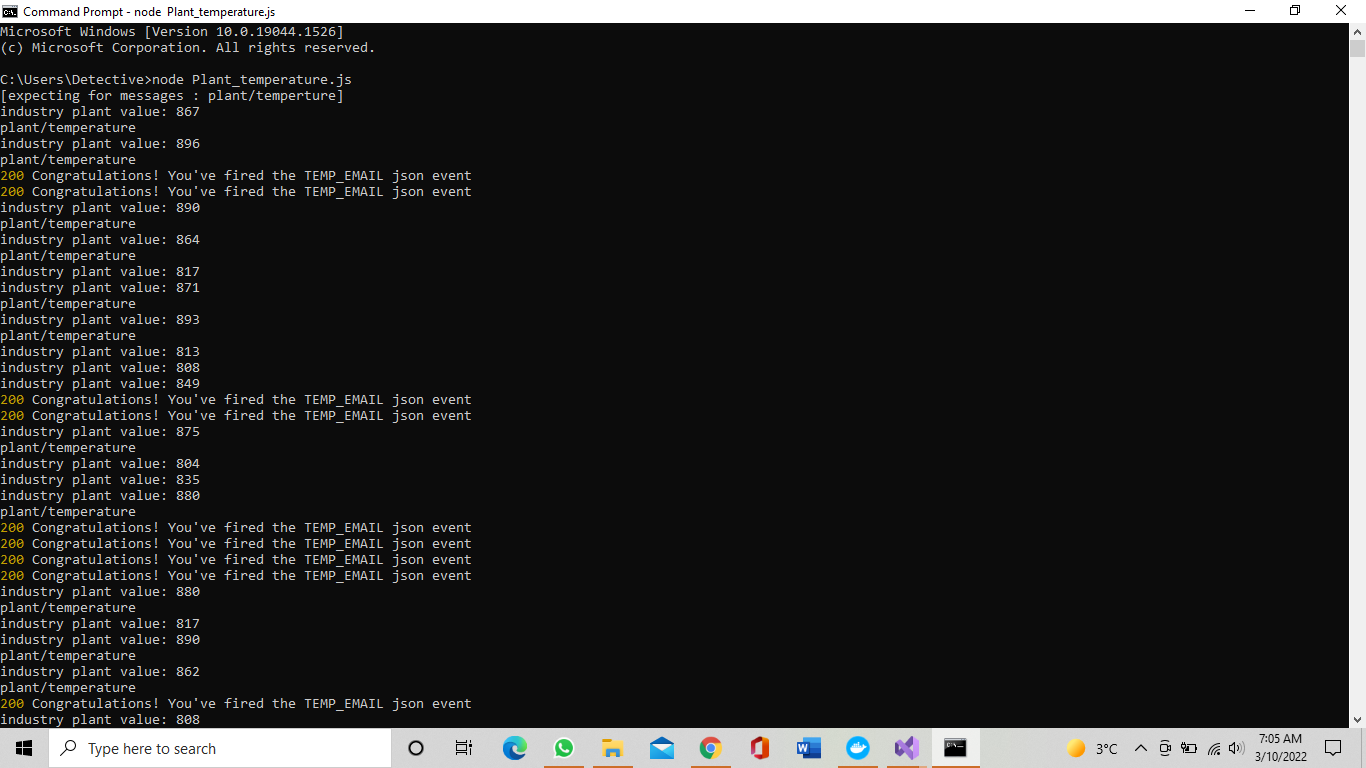 Command Prompt - node  Plant_temperature.js
Microsoft Windows [Version 10.0.19044.1526]
(c) Microsoft Corporation. All rights reserved.
C:\Users\Detective>node Plant_temperature.js
[expecting for messages : plant/temperture]
industry plant value: 867
plant/temperature
industry plant value: 896
plant/temperature
200 Congratulations! You've fired the TEMP_EMAIL json event
200 Congratulations! You've fired the TEMP_EMAIL json event
industry plant value: 890
plant/temperature
industry plant value: 864
plant/temperature
industry plant value: 817
industry plant value: 871
plant/temperature
industry plant value: 893
plant/temperature
industry plant value: 813
industry plant value: 808
industry plant value: 849
200 Congratulations! You've fired the TEMP_EMAIL json event
200 Congratulations! You've fired the TEMP_EMAIL json event
industry plant value: 875
plant/temperature
industry plant value: 804
industry plant value: 835
industry plant value: 880
plant/temperature
200 Congratulations! You've fired the TEMP_EMAIL json event
200 Congratulations! You've fired the TEMP_EMAIL json event
200 Congratulations! You've fired the TEMP_EMAIL json event
200 Congratulations! You've fired the TEMP_EMAIL json event
industry plant value: 880
plant/temperature
industry plant value: 817
industry plant value: 890
plant/temperature
industry plant value: 862
plant/temperature
200 Congratulations! You've fired the TEMP_EMAIL json event
industry plant value: 808
Type here to search
3°C
7:05 AM
3/10/2022